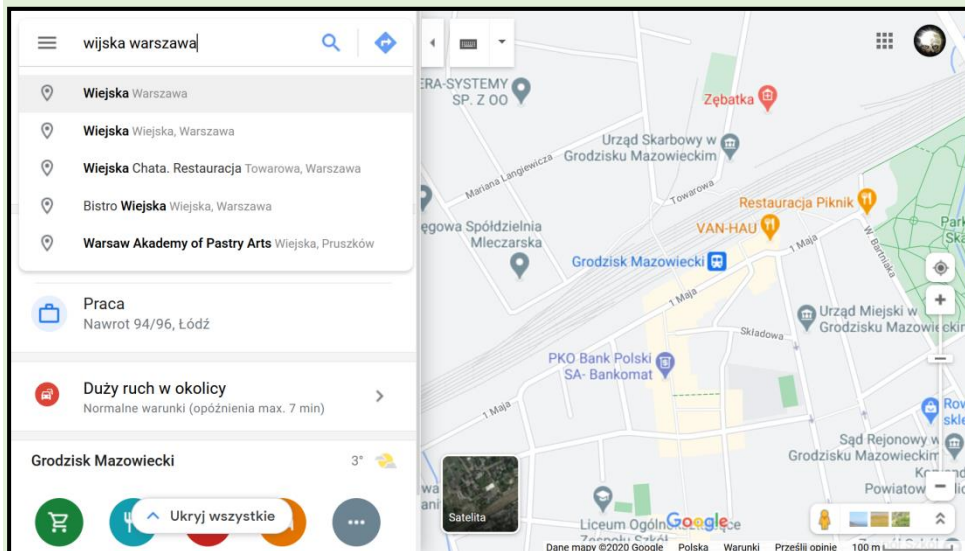 wijska warszawa
Wiejska Warszawa
Wiejska Wiejska, Warszawa
Wiejska Chata. Restauracja Towarowa, Warszawa
Bistro Wiejska Wiejska, Warszawa
Warsaw Akademy of Pastry Arts Wiejska, Pruszków
Praca
Nawrot 94/96, Łódź
Duży ruch w okolicy
Normalne warunki (opóźnienia max. 7 min)
Grodzisk Mazowiecki 3°
Ukryj wszystkie
ERA-SYSTEMY
SP. Z OO
Zębatka
Urząd Skarbowy w
Grodzisku Mazowieckim
Mariana Langiewicza
Towarowa
Restauracja Piknik
VAN-HAU
Spółdzielnia
Mleczarska
Grodzisk Mazowiecki
1 Maja
W. Bartniaka
Park
1 Maja
Urząd Miejski w
Grodzisku
Składowa
PKO Bank Polski
SA- Bankomat
1 Maja
Sąd Rejonowy w
Grodzisku Mazowieckim
Satelita
Liceum
Google
Dane mapy ©2020 Google Polska Warunki Prześlij opinię 100 m